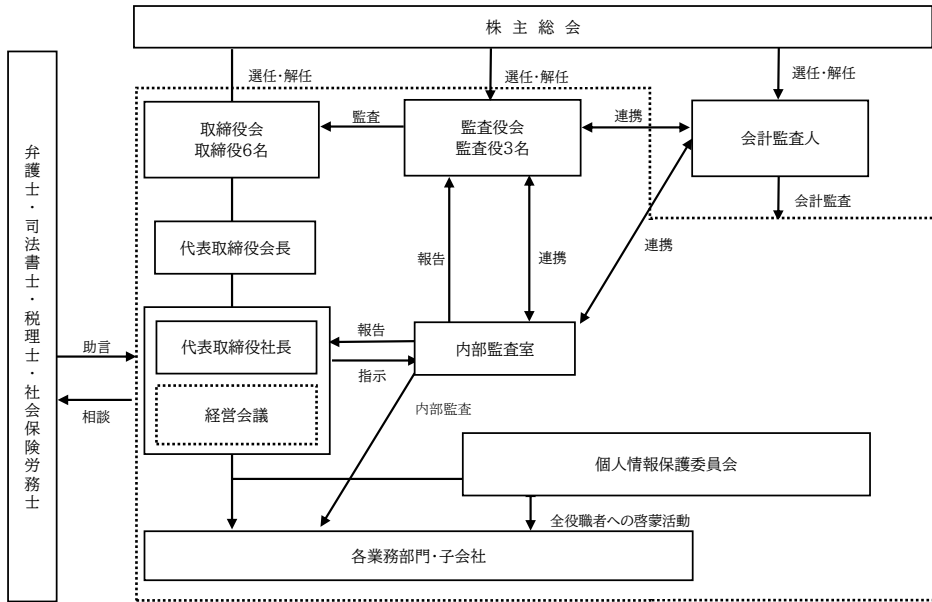 株主総会
選任・解任
選任・解任
選任・解任
取締役会
取締役6名
監査
監査役会
監査役3名
連携
会計監査人
会計監査
弁護士・司法書士・税理士・社会保険労務士
代表取締役会長
報告
連携
連携
代表取締役社長
報告
指示
内部監査室
助言
相談
経営会議
内部監査
個人情報保護委員会
全役職者への啓蒙活動
各業務部門・子会社